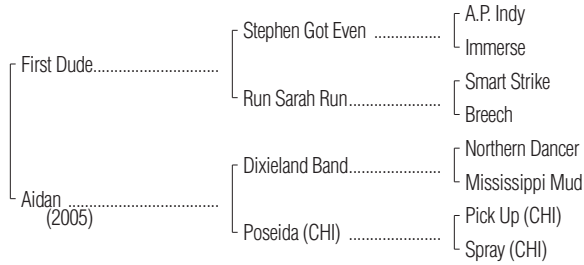 Stephen Got Even ................. A.P. Indy
Immerse
First Dude.................................
Run Sarah Run........................ Smart Strike
Breech
Dixieland Band........................ Northern Dancer
Mississippi Mud
Aidan ........................................
(2005)
Poseida (CHI) ........................ Pick Up (CHI)
Spray (CHI)